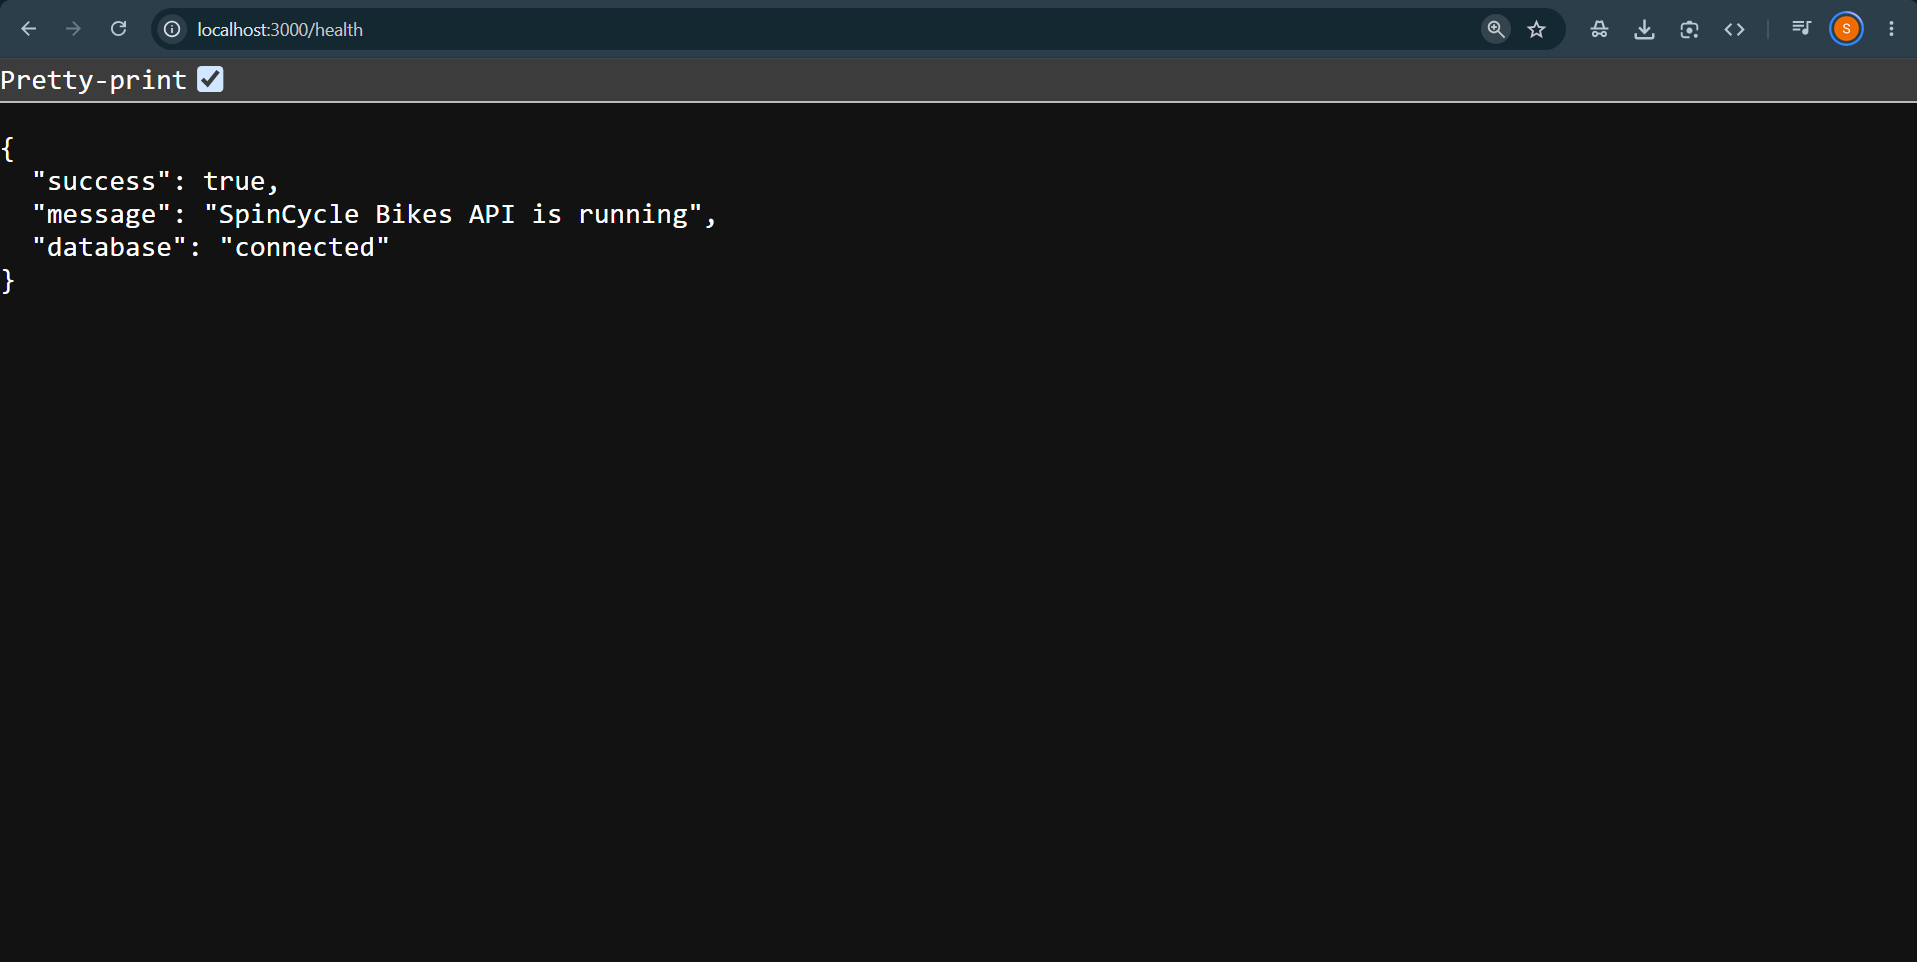 localhost:3000/health
S
Pretty-print
{
  "success": true,
  "message": "SpinCycle Bikes API is running",
  "database": "connected"
}